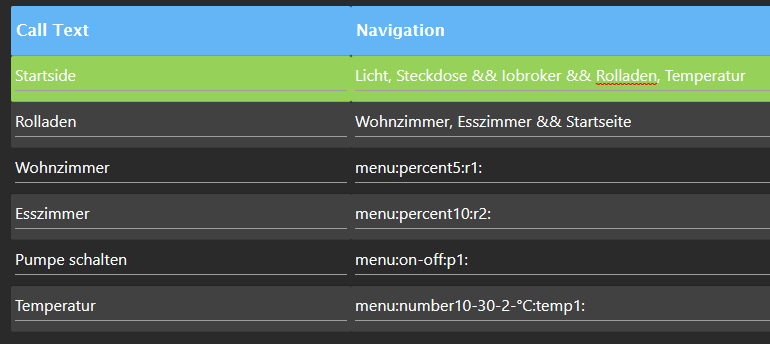 Call Text Navigation
Startside Licht, Steckdose && Iobroker && Rolladen, Temperatur
Rolladen Wohnzimmer, Esszimmer && Startseite
Wohnzimmer menu:percent5:r1:
Esszimmer menu:percent10:r2:
Pumpe schalten menu:on-off:p1:
Temperatur menu:number10-30-2-°C:temp1: